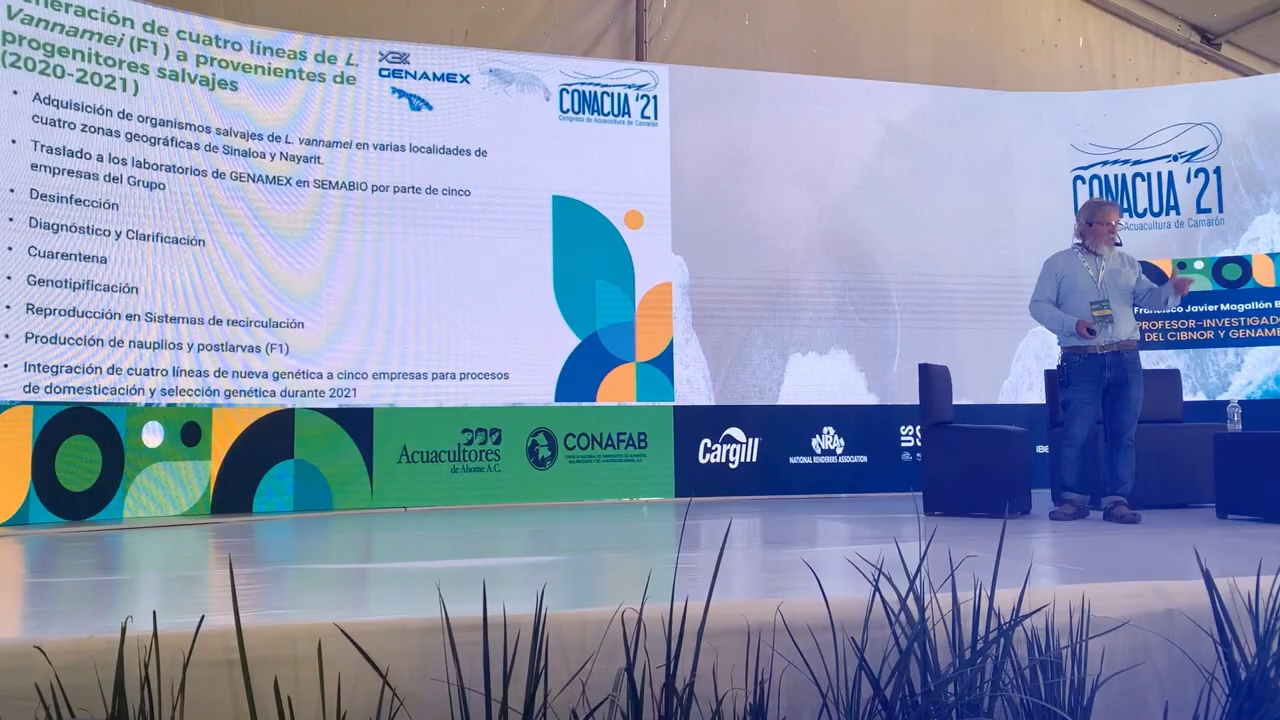 neración de cuatro líneas de L.
Vannamei (F1) a provenientes de
progenitores salvajes
(2020-2021)
GENAMEX
CONACUA '21
Congreso de Acuacultura de Camarón
• Adquisición de organismos salvajes de L. vannamei en varias localidades de
cuatro zonas geográficas de Sinaloa y Nayarit.
• Traslado a los laboratorios de GENAMEX en SEMABIO por parte de cinco
empresas del Grupo
• Desinfección
• Diagnóstico y Clarificación
• Cuarentena
• Genotipificación
• Reproducción en Sistemas de recirculación
• Producción de nauplios y postlarva (F1)
• Integración de cuatro líneas de nueva genética a cinco empresas para procesos
de domesticación y selección genética durante 2021
CONACUA '21
Acuacultura de Camarón
Francisco Javier Magallón B
PROFESOR-INVESTIGADO
DEL CIBNOR Y GENAME
Acuacultores
de Ahome A.C.
CONAFAB
Cargill
NRA
NATIONAL RENDERERS ASSOCIATION
US